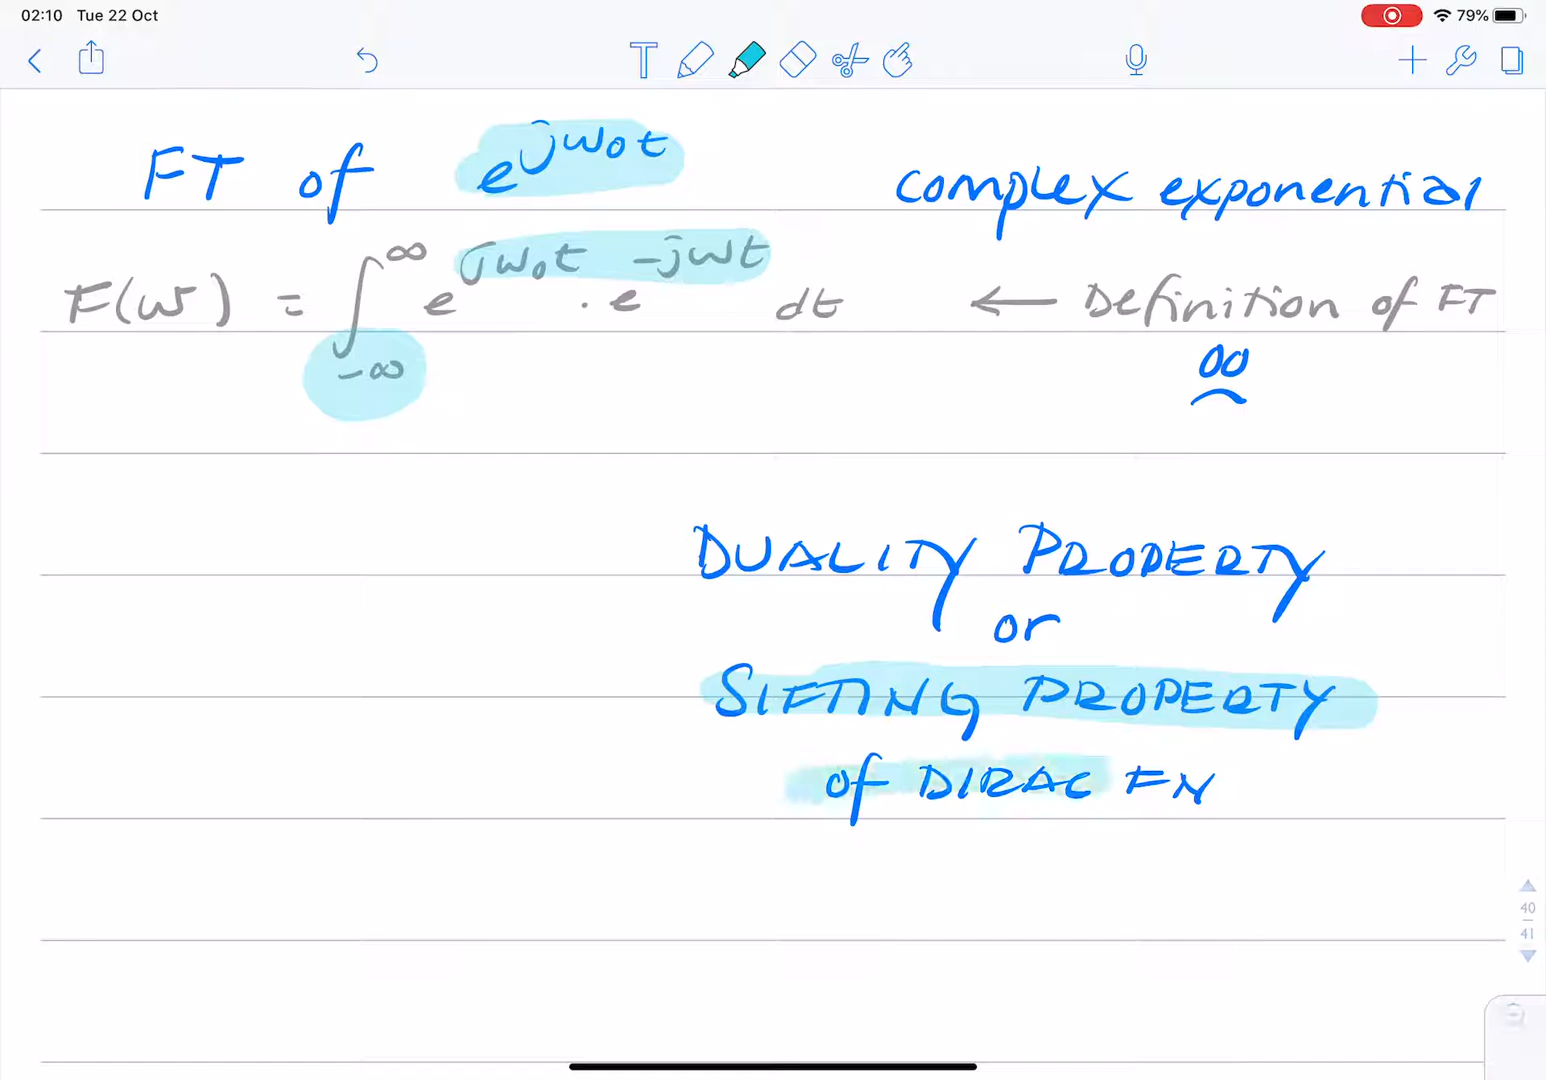 02:10 Tue 22 Oct 79%
T
FT of e^{jω₀t} complex exponential
F(ω) = ∫_{-∞}^{∞} e^{jω₀t} · e^{-jωt} dt ← Definition of FT
DUALITY PROPERTY
or
SIFTING PROPERTY
of DIRAC FN
40
41